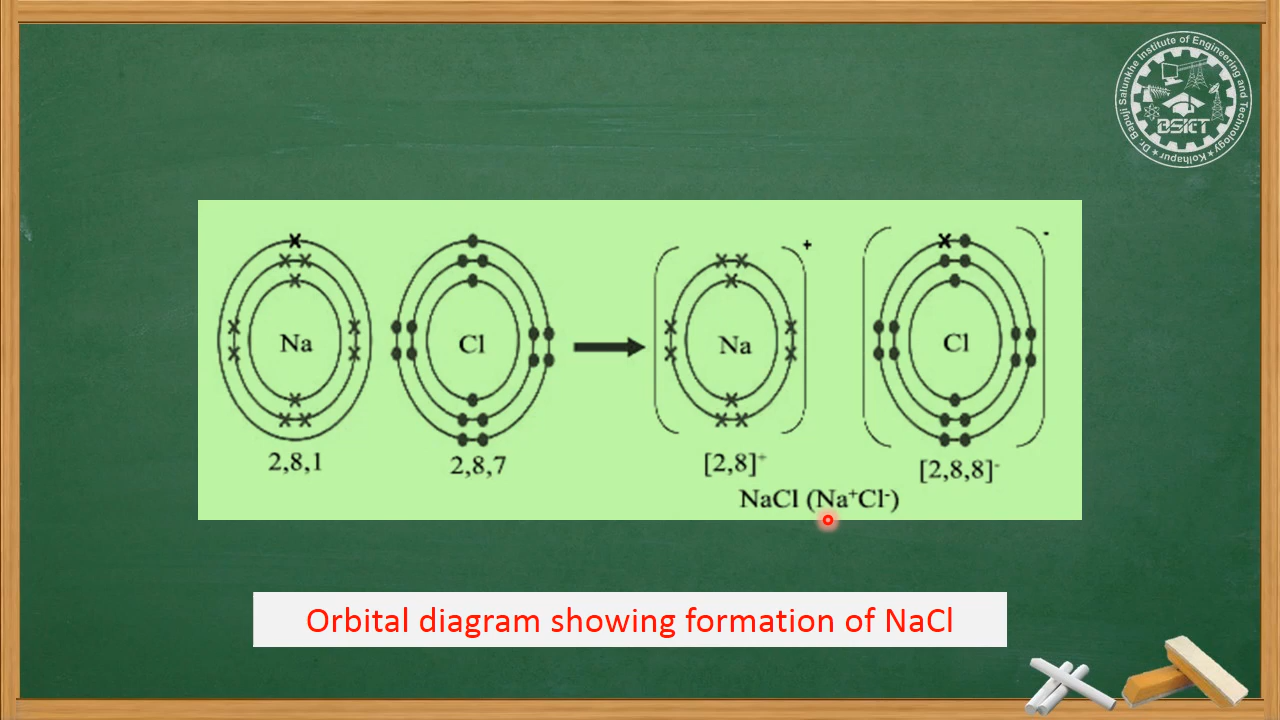 Dr. Bapuji Salunkhe Institute of Engineering and Technology ★ Kolhapur ★
BSIET
+
-
Na
Cl
Na
Cl
2,8,1
2,8,7
[2,8]⁺
[2,8,8]⁻
NaCl (Na⁺Cl⁻)
Orbital diagram showing formation of NaCl